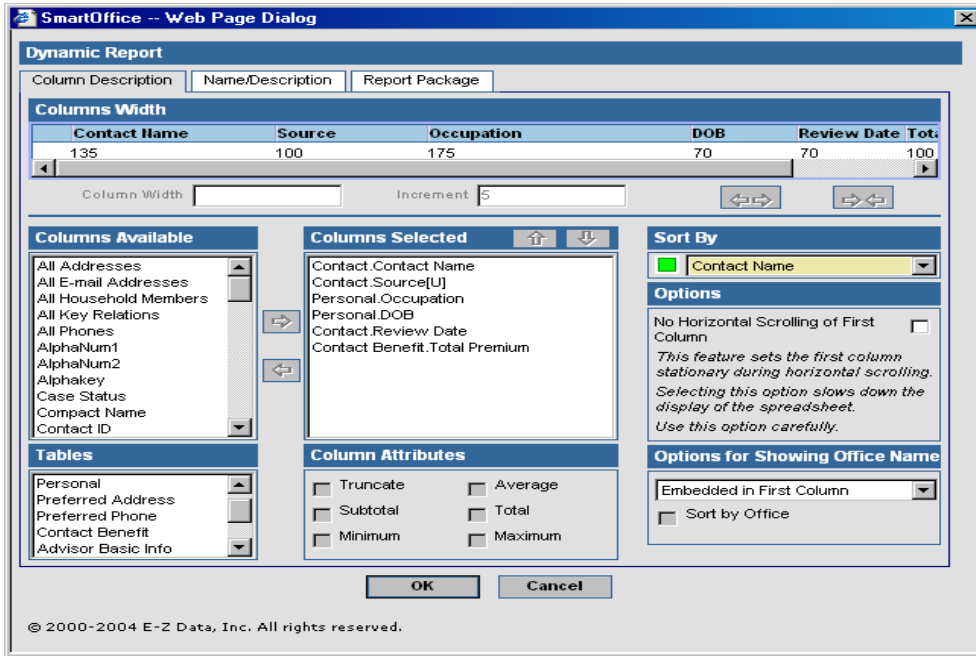 SmartOffice -- Web Page Dialog
Dynamic Report
Column Description Name/Description Report Package
Columns Width
Contact Name Source Occupation DOB Review Date Tota
135 100 175 70 70 100
Column Width Increment 5
Columns Available
All Addresses
All E-mail Addresses
All Household Members
All Key Relations
All Phones
AlphaNum1
AlphaNum2
Alphakey
Case Status
Compact Name
Contact ID
Columns Selected
Contact.Contact Name
Contact.Source[U]
Personal.Occupation
Personal.DOB
Contact.Review Date
Contact Benefit.Total Premium
Sort By
Contact Name
Options
No Horizontal Scrolling of First
Column
This feature sets the first column
stationary during horizontal scrolling.
Selecting this option slows down the
display of the spreadsheet.
Use this option carefully.
Tables
Personal
Preferred Address
Preferred Phone
Contact Benefit
Advisor Basic Info
Column Attributes
Truncate Average
Subtotal Total
Minimum Maximum
Options for Showing Office Name
Embedded in First Column
Sort by Office
OK Cancel
© 2000-2004 E-Z Data, Inc. All rights reserved.